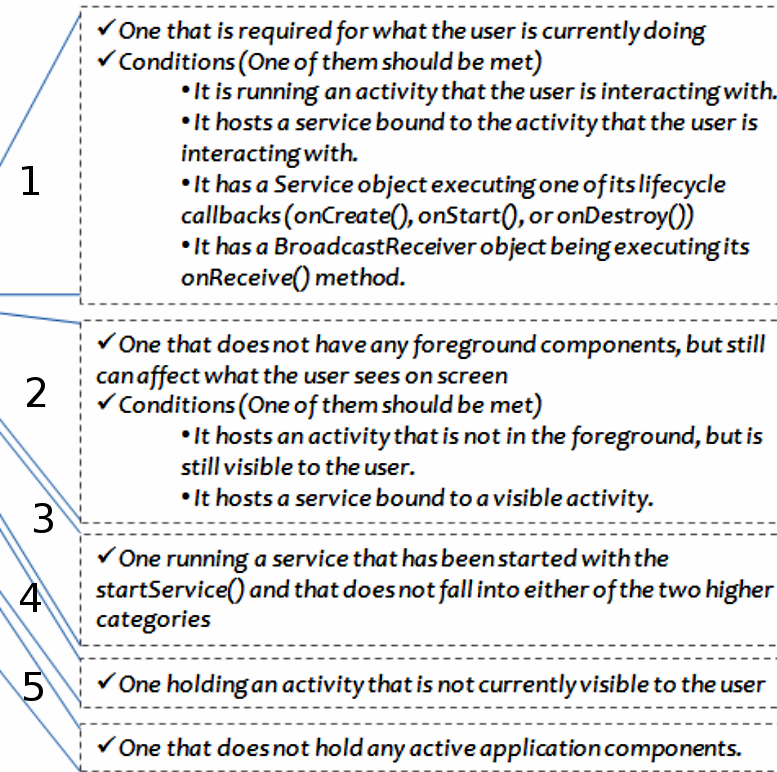 ✓One that is required for what the user is currently doing
✓Conditions (One of them should be met)
•It is running an activity that the user is interacting with.
•It hosts a service bound to the activity that the user is
interacting with.
1
•It has a Service object executing one of its lifecycle
callbacks (onCreate(), onStart(), or onDestroy())
•It has a BroadcastReceiver object being executing its
onReceive() method.
✓One that does not have any foreground components, but still
can affect what the user sees on screen
2
✓Conditions (One of them should be met)
•It hosts an activity that is not in the foreground, but is
still visible to the user.
•It hosts a service bound to a visible activity.
3
✓One running a service that has been started with the
startService() and that does not fall into either of the two higher
categories
4
✓One holding an activity that is not currently visible to the user
5
✓One that does not hold any active application components.